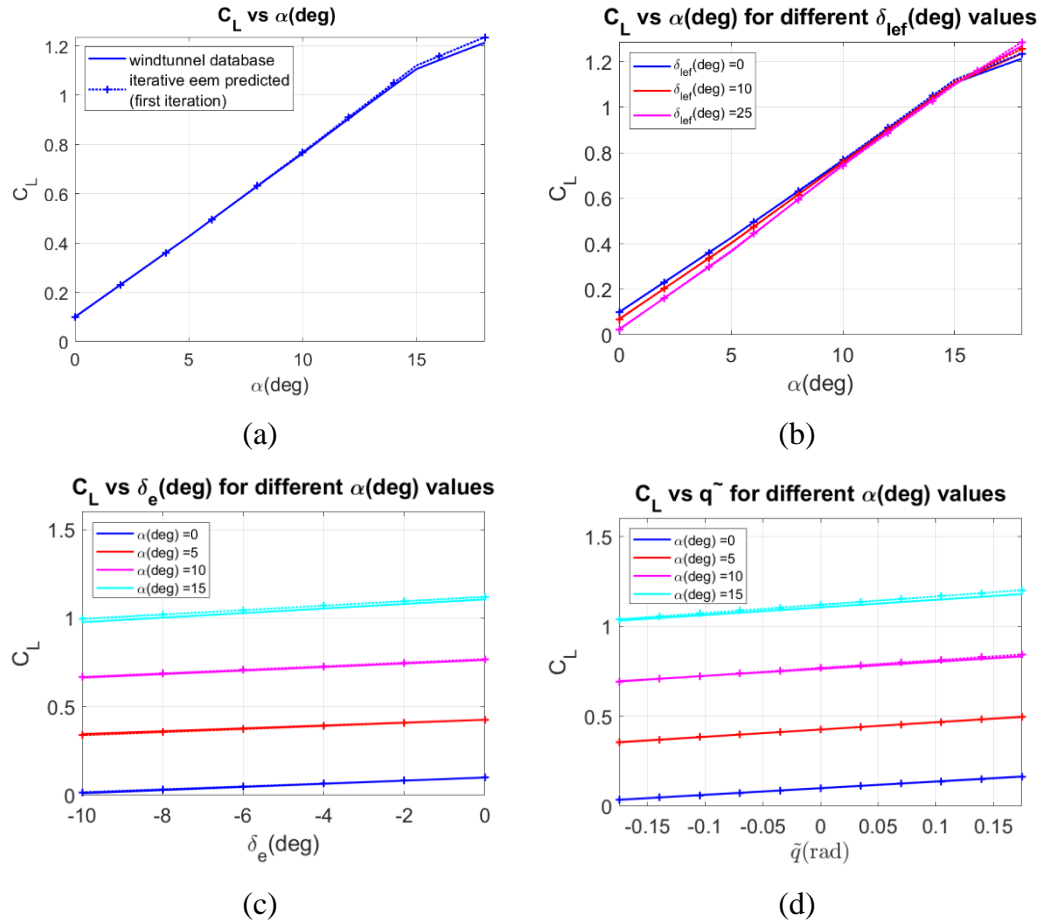 C_L vs α(deg)
windtunnel database
iterative eem predicted
(first iteration)
C_L
1.2
1
0.8
0.6
0.4
0.2
0
0 5 10 15
α(deg)
(a)
C_L vs α(deg) for different δ_lef(deg) values
δ_lef(deg) =0
δ_lef(deg) =10
δ_lef(deg) =25
C_L
1.2
1
0.8
0.6
0.4
0.2
0
0 5 10 15
α(deg)
(b)
C_L vs δ_e(deg) for different α(deg) values
α(deg) =0
α(deg) =5
α(deg) =10
α(deg) =15
C_L
1.5
1
0.5
0
-10 -8 -6 -4 -2 0
δ_e(deg)
(c)
C_L vs q~ for different α(deg) values
α(deg) =0
α(deg) =5
α(deg) =10
α(deg) =15
C_L
1.5
1
0.5
0
-0.15 -0.1 -0.05 0 0.05 0.1 0.15
q̃(rad)
(d)